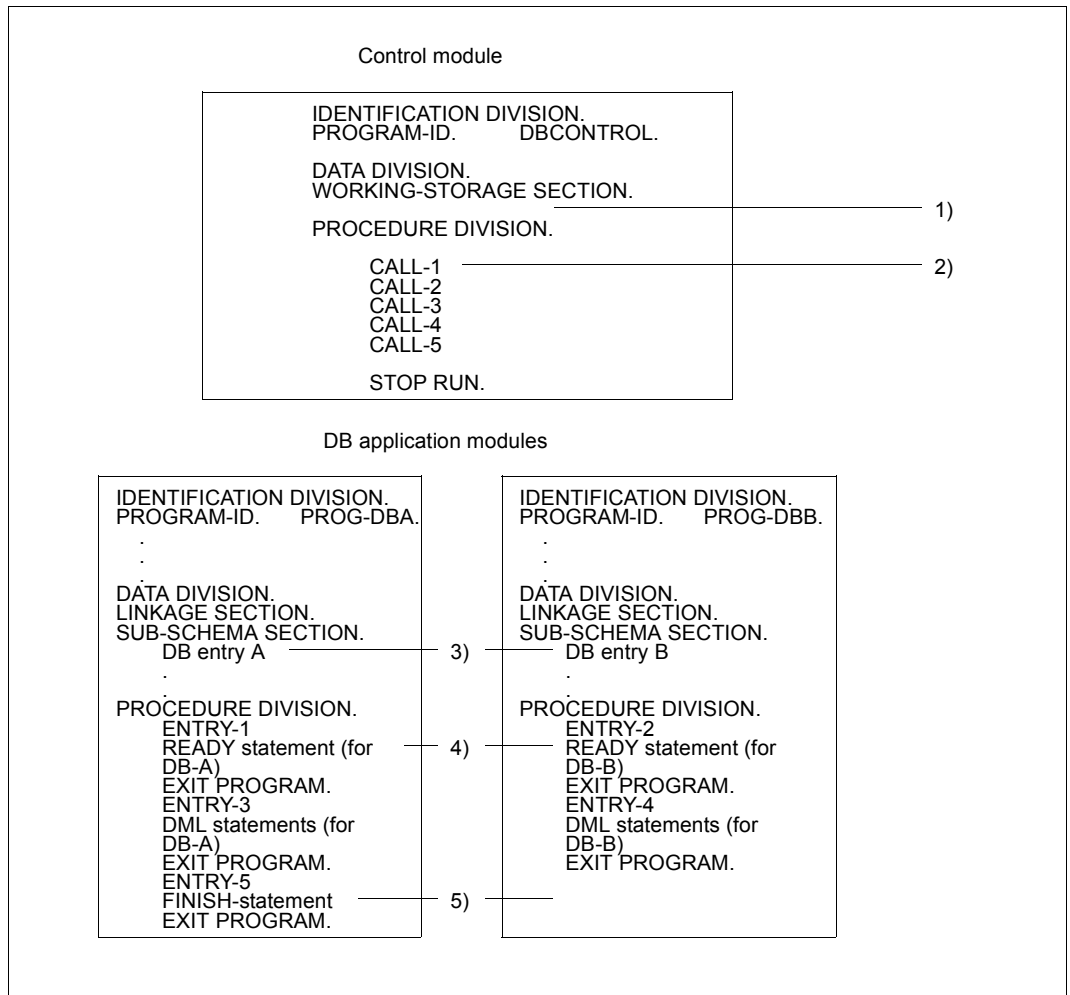 Control module
IDENTIFICATION DIVISION.
PROGRAM-ID. DBCONTROL.
DATA DIVISION.
WORKING-STORAGE SECTION.
1)
PROCEDURE DIVISION.
CALL-1
2)
CALL-2
CALL-3
CALL-4
CALL-5
STOP RUN.
DB application modules
IDENTIFICATION DIVISION.
PROGRAM-ID. PROG-DBA.
.
.
.
DATA DIVISION.
LINKAGE SECTION.
SUB-SCHEMA SECTION.
DB entry A
3)
.
.
PROCEDURE DIVISION.
ENTRY-1
READY statement (for
4)
DB-A)
EXIT PROGRAM.
ENTRY-3
DML statements (for
DB-A)
EXIT PROGRAM.
ENTRY-5
FINISH-statement
5)
EXIT PROGRAM.
IDENTIFICATION DIVISION.
PROGRAM-ID. PROG-DBB.
.
.
.
DATA DIVISION.
LINKAGE SECTION.
SUB-SCHEMA SECTION.
DB entry B
.
.
PROCEDURE DIVISION.
ENTRY-2
READY statement (for
DB-B)
EXIT PROGRAM.
ENTRY-4
DML statements (for
DB-B)
EXIT PROGRAM.